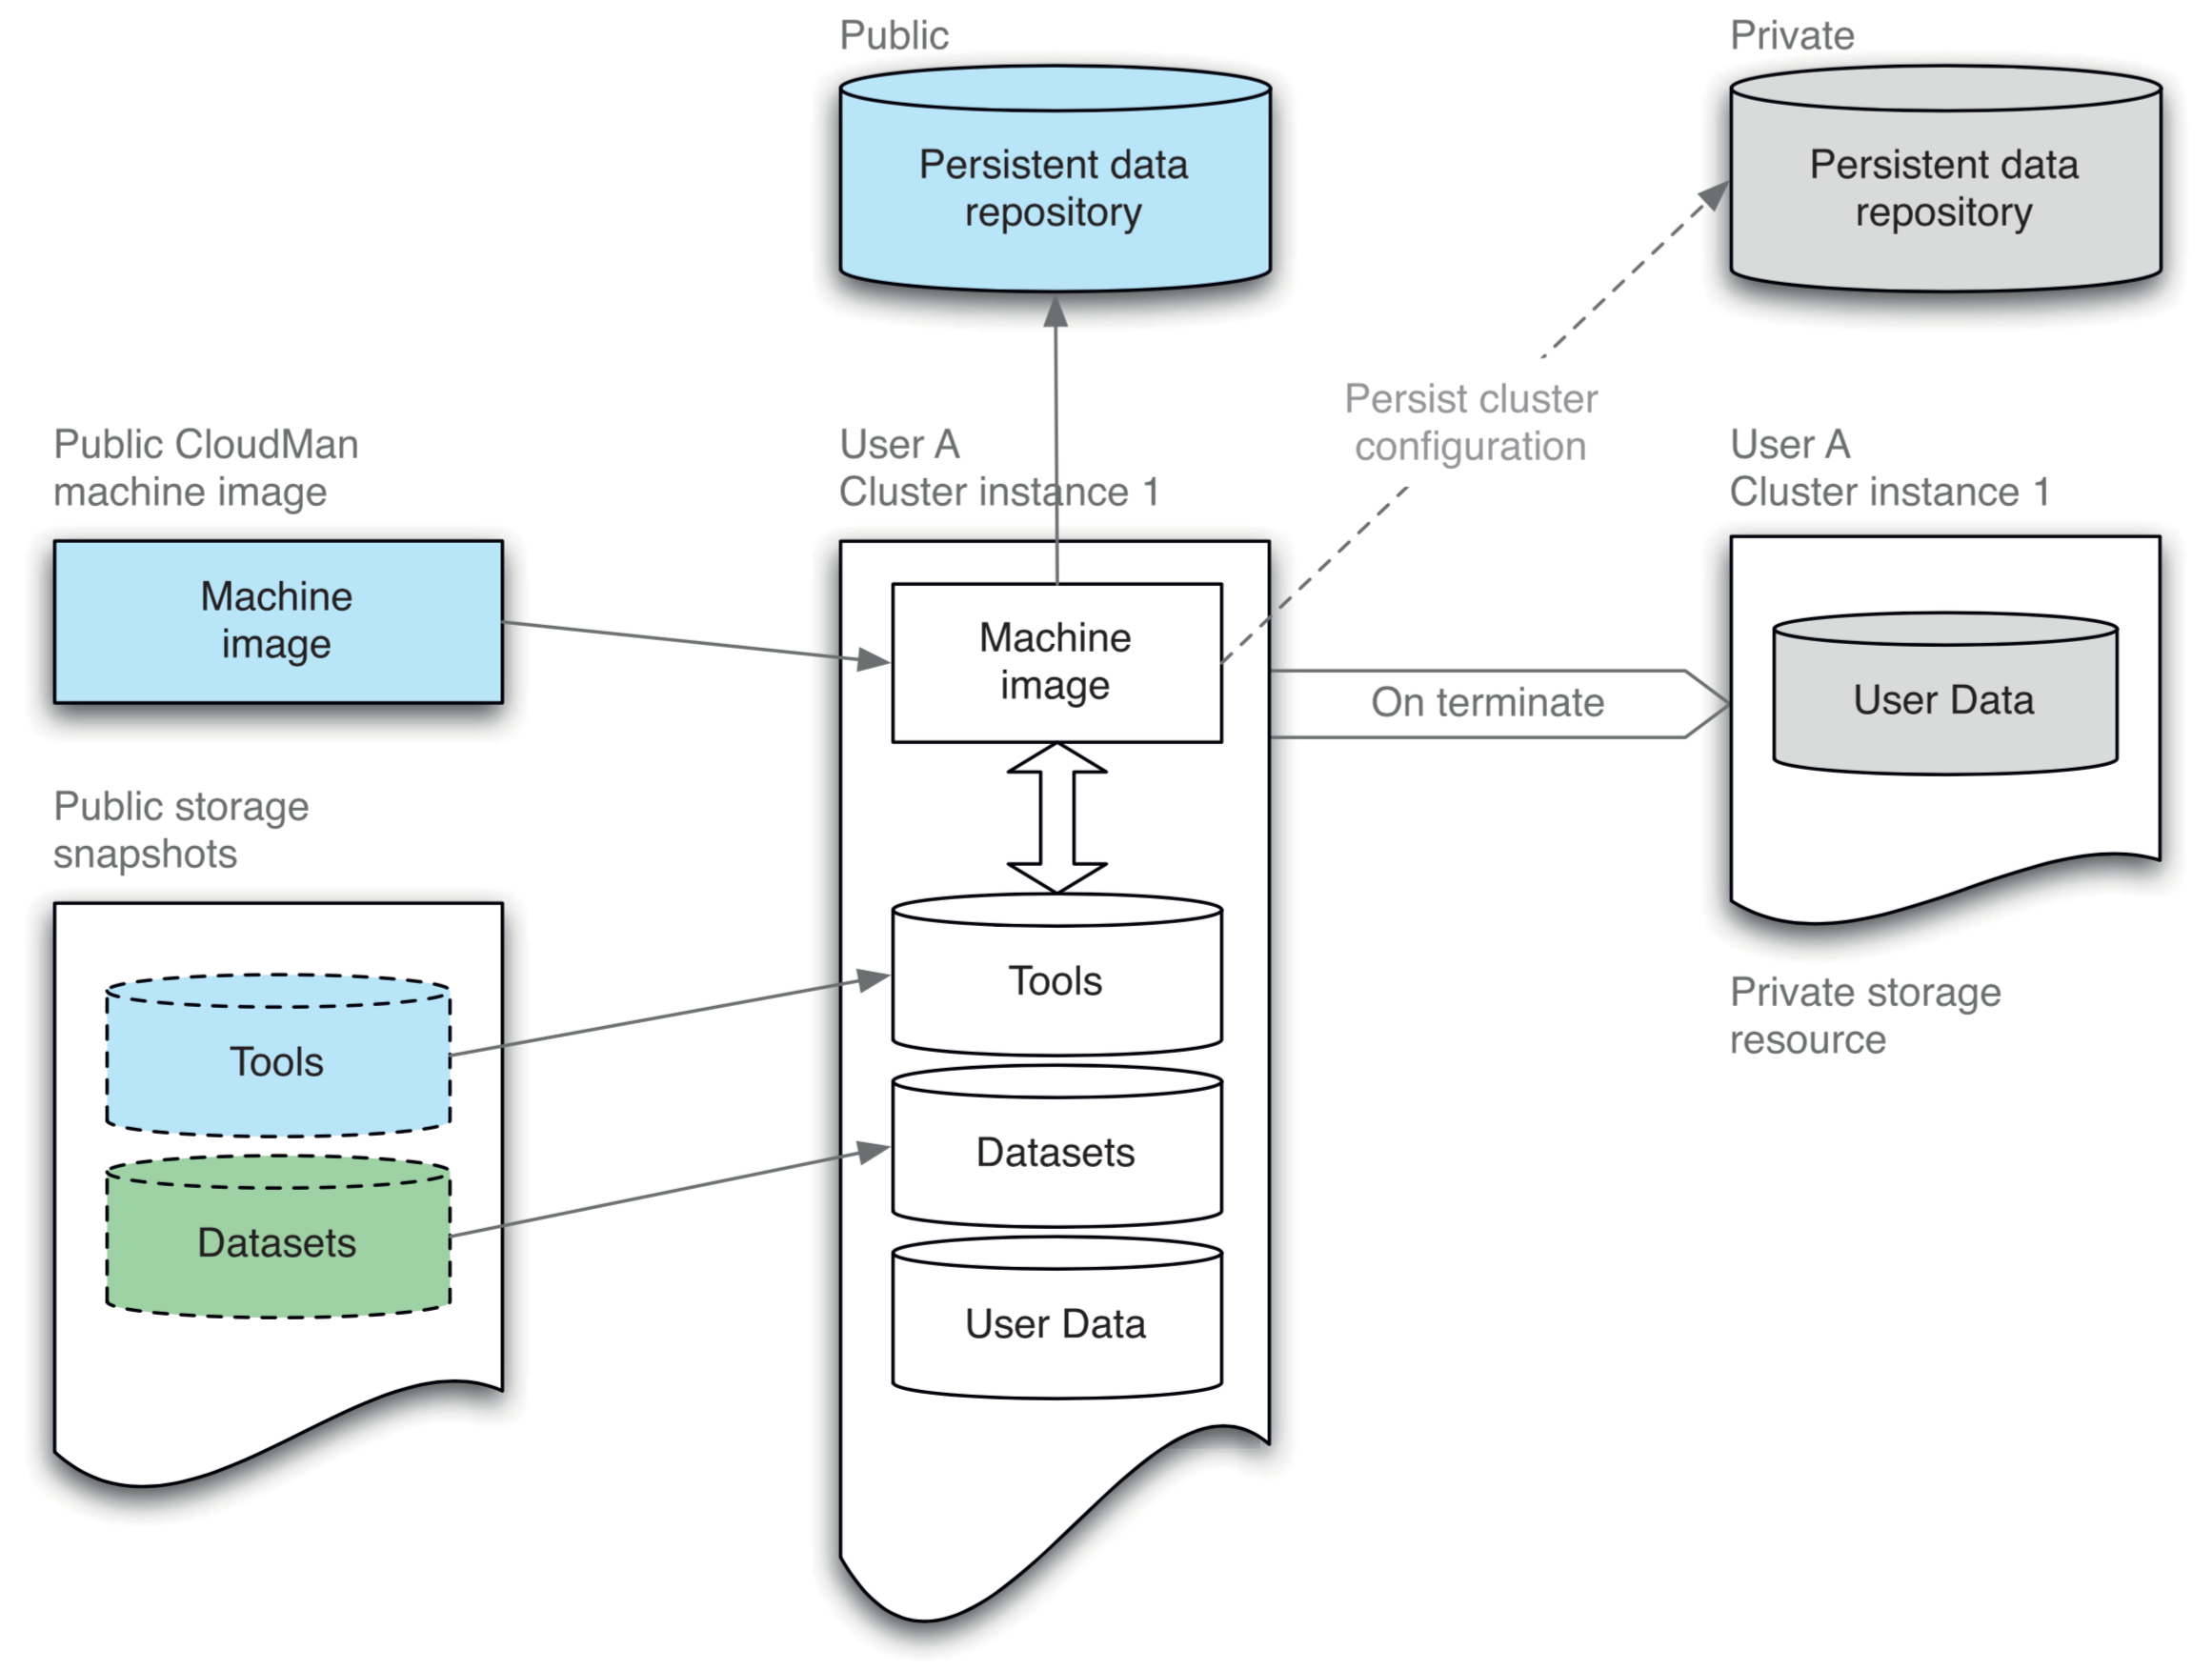 Public
Persistent data
repository
Private
Persistent data
repository
Persist cluster
configuration
Public CloudMan
machine image
Machine
image
User A
Cluster instance 1
Machine
image
On terminate
User A
Cluster instance 1
User Data
Private storage
resource
Public storage
snapshots
Tools
Datasets
Tools
Datasets
User Data